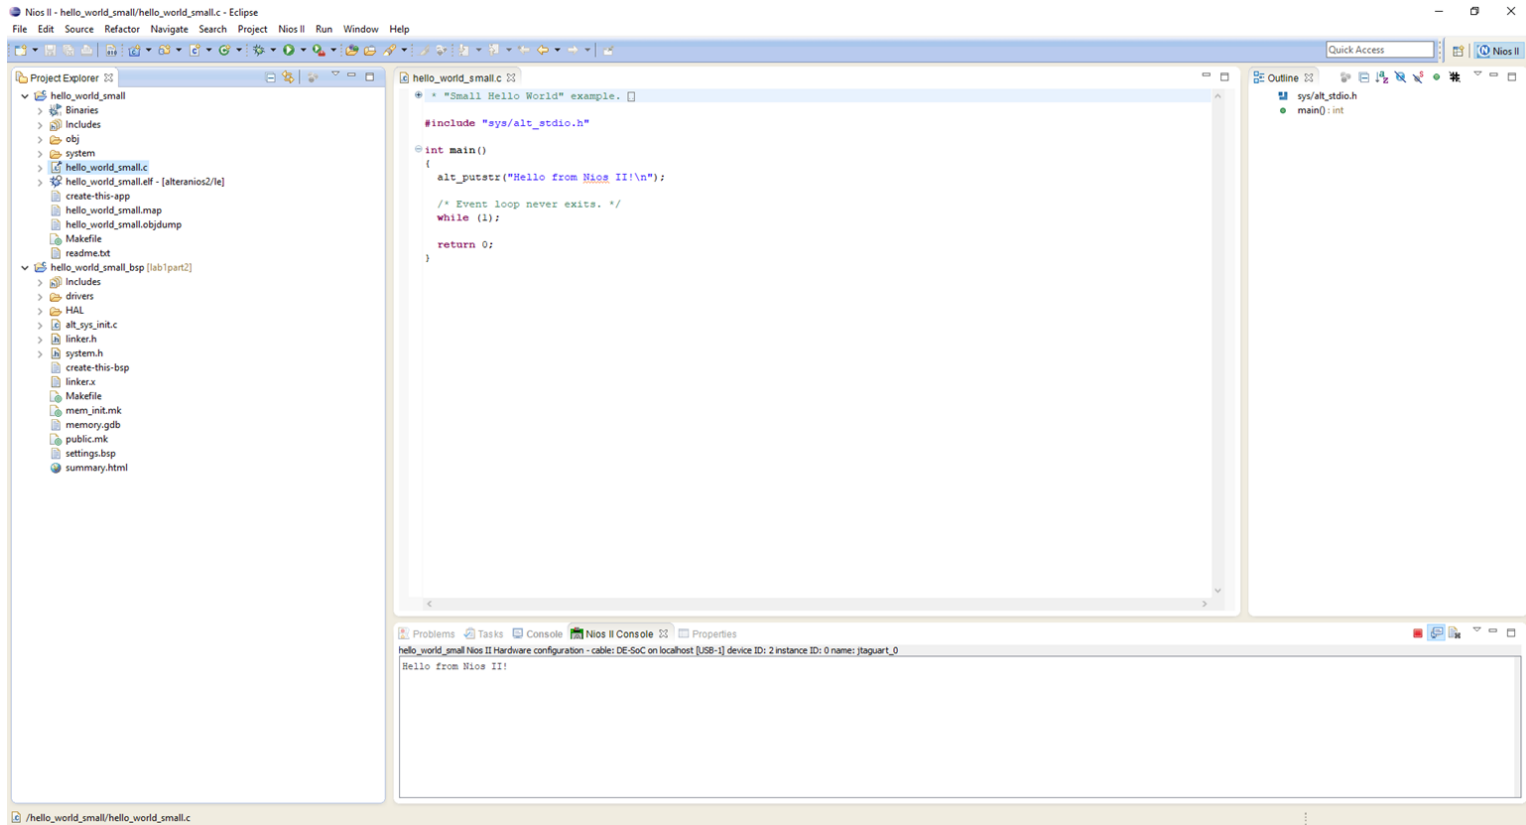 Nios II - hello_world_small/hello_world_small.c - Eclipse
File Edit Source Refactor Navigate Search Project Nios II Run Window Help
Quick Access
Nios II
Project Explorer
hello_world_small
Binaries
Includes
obj
system
hello_world_small.c
hello_world_small.elf - [alteranios2/le]
create-this-app
hello_world_small.map
hello_world_small.objdump
Makefile
readme.txt
hello_world_small_bsp [lab1part2]
Includes
drivers
HAL
alt_sys_init.c
linker.h
system.h
create-this-bsp
linker.x
Makefile
mem_init.mk
memory.gdb
public.mk
settings.bsp
summary.html
hello_world_small.c
* "Small Hello World" example.
#include "sys/alt_stdio.h"
int main()
{
alt_putstr("Hello from Nios II!\n");
/* Event loop never exits. */
while (1);
return 0;
}
Outline
sys/alt_stdio.h
main() : int
Problems Tasks Console Nios II Console Properties
hello_world_small Nios II Hardware configuration - cable: DE-SoC on localhost [USB-1] device ID: 2 instance ID: 0 name: jtaguart_0
Hello from Nios II!
/hello_world_small/hello_world_small.c